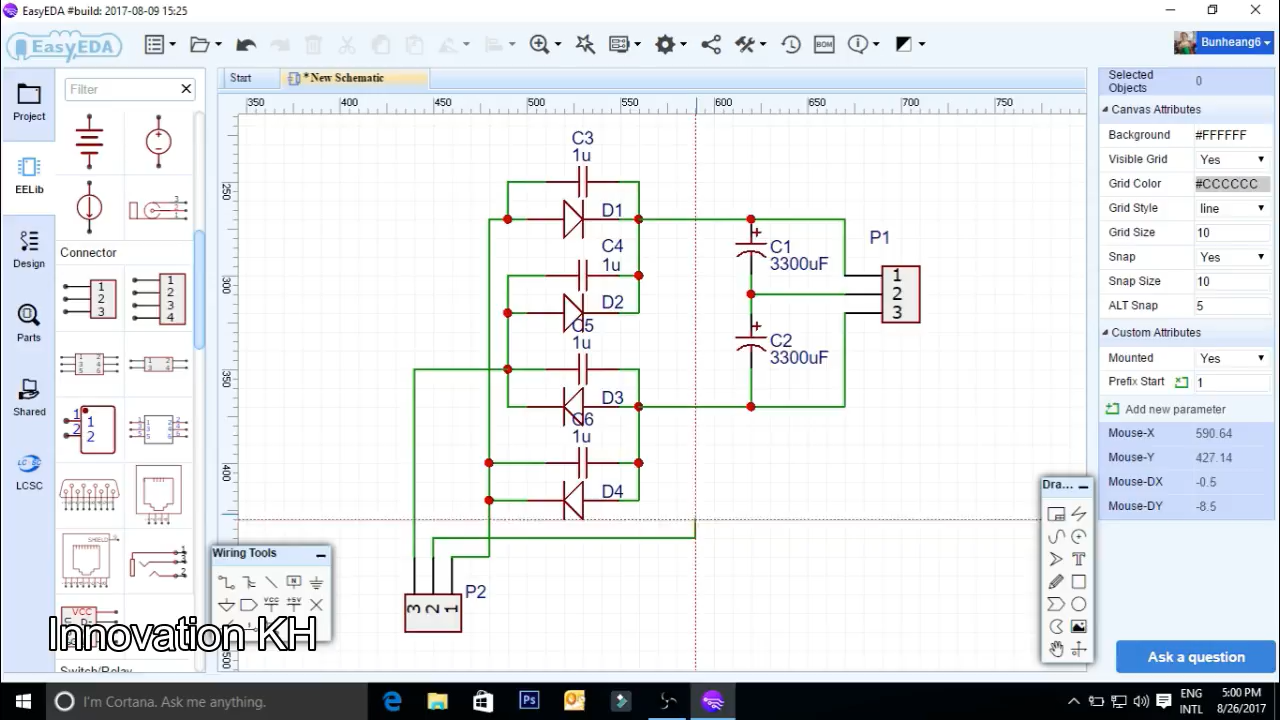 EasyEDA #build: 2017-08-09 15:25
EasyEDA
BOM
Bunheang6
Project
EELib
Design
Parts
Shared
LCSC
Filter
Connector
Switch/Relay
Start
*New Schematic
350 400 450 500 550 600 650 700 750
250
300
350
400
C3
1u
D1
C4
1u
D2
C5
1u
D3
C6
1u
D4
C1
3300uF
C2
3300uF
P1
1
2
3
P2
3 2 1
Wiring Tools
VCC
+5V
Dra...
Selected Objects 0
Canvas Attributes
Background #FFFFFF
Visible Grid Yes
Grid Color #CCCCCC
Grid Style line
Grid Size 10
Snap Yes
Snap Size 10
ALT Snap 5
Custom Attributes
Mounted Yes
Prefix Start 1
Add new parameter
Mouse-X 590.64
Mouse-Y 427.14
Mouse-DX -0.5
Mouse-DY -8.5
Ask a question
Innovation KH
I'm Cortana. Ask me anything.
ENG
INTL
5:00 PM
8/26/2017